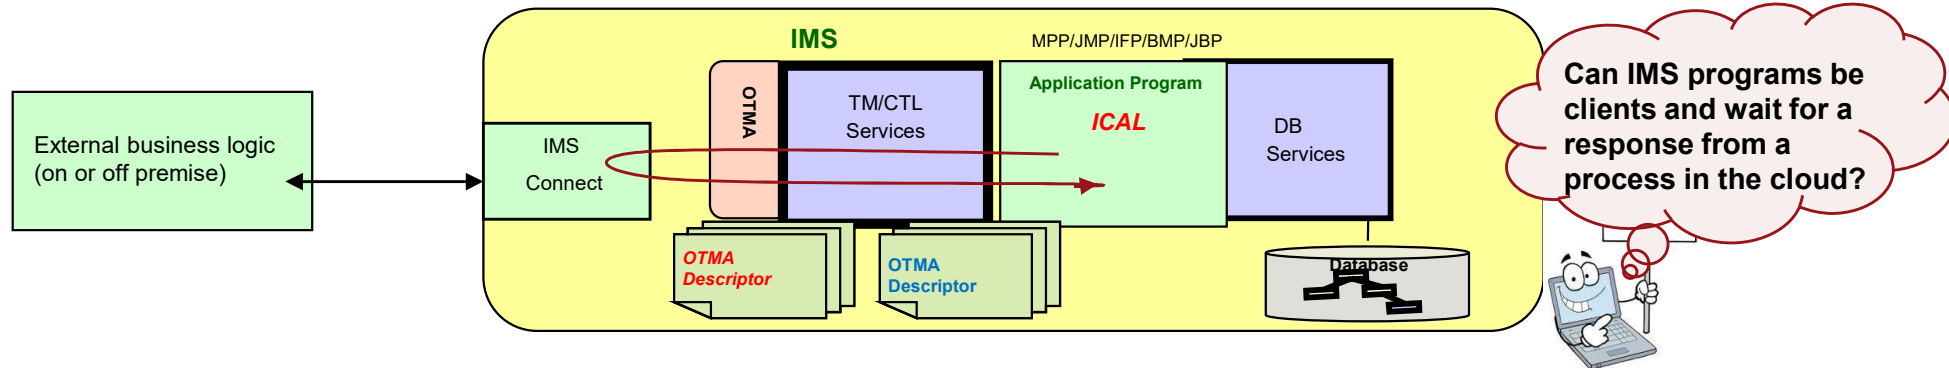 IMS
MPP/JMP/IFP/BMP/JBP
External business logic
(on or off premise)
IMS
Connect
OTMA
TM/CTL
Services
Application Program
ICAL
DB
Services
OTMA
Descriptor
OTMA
Descriptor
Database
Can IMS programs be
clients and wait for a
response from a
process in the cloud?